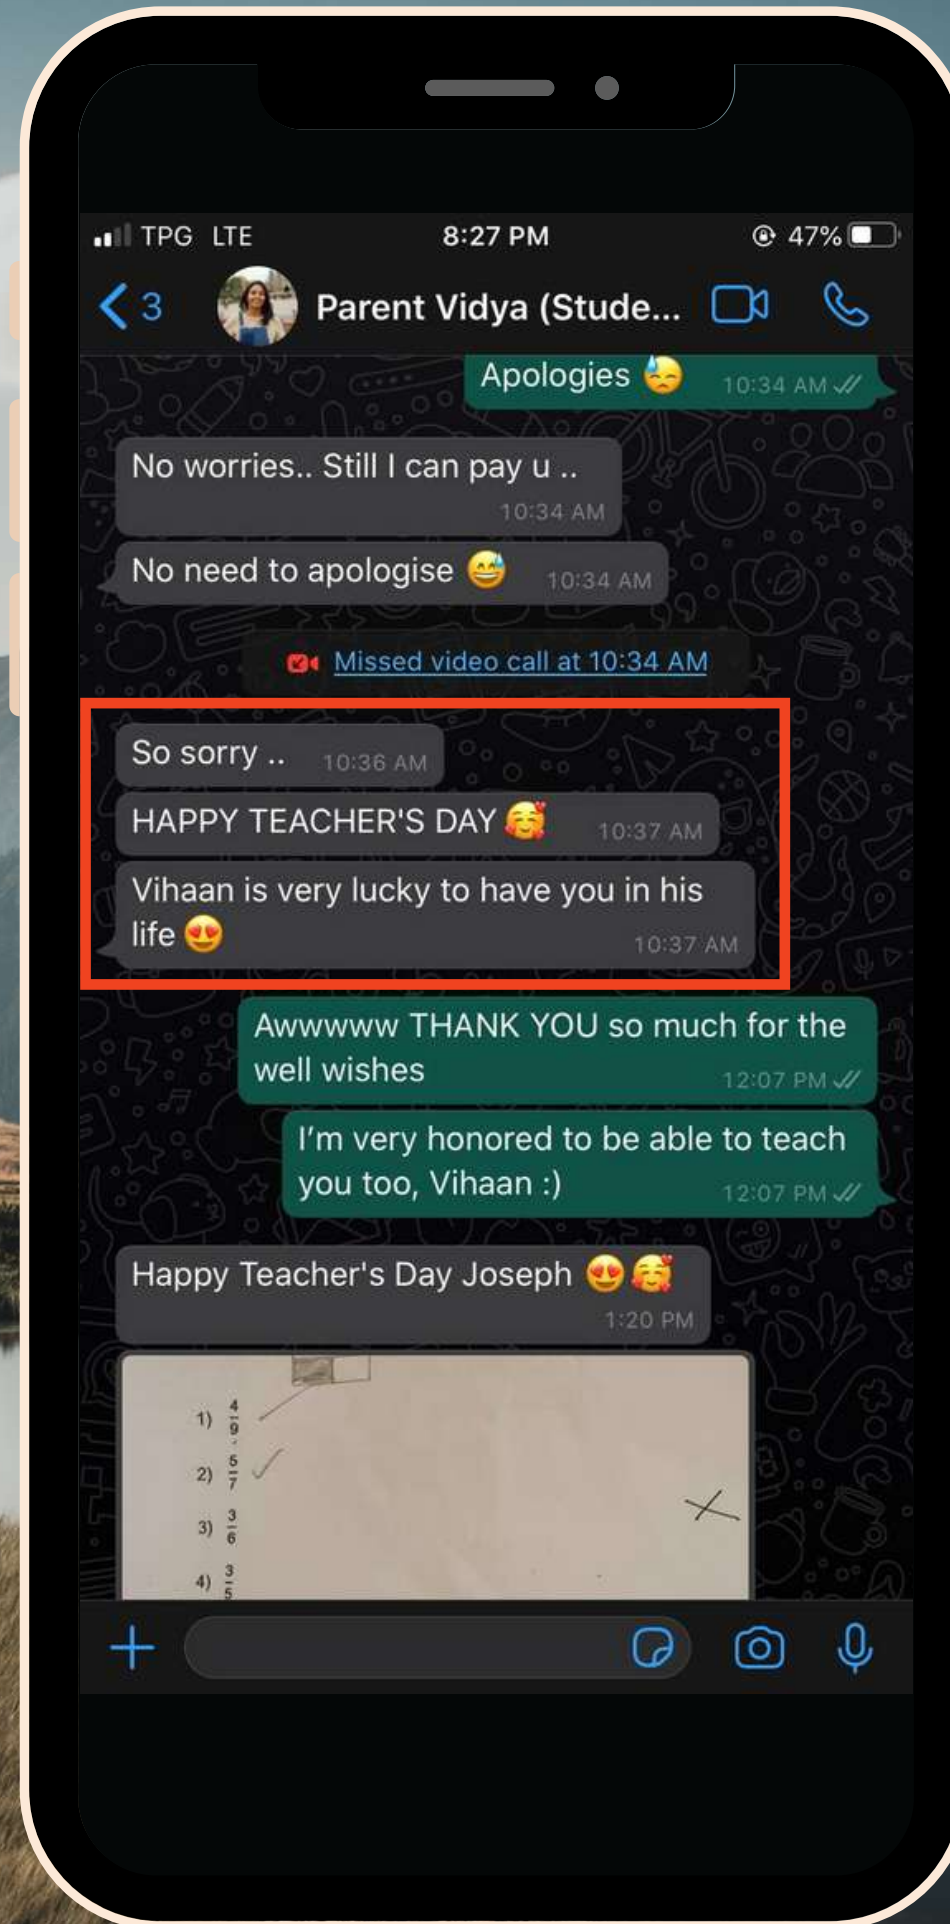 TPG LTE 8:27 PM 47%
3 Parent Vidya (Stude...
Apologies 😓 10:34 AM
No worries.. Still I can pay u ..
10:34 AM
No need to apologise 😅 10:34 AM
Missed video call at 10:34 AM
So sorry .. 10:36 AM
HAPPY TEACHER'S DAY 🥰 10:37 AM
Vihaan is very lucky to have you in his
life 😍 10:37 AM
Awwwww THANK YOU so much for the
well wishes 12:07 PM
I'm very honored to be able to teach
you too, Vihaan :) 12:07 PM
Happy Teacher's Day Joseph 😍🥰
1:20 PM
1) 4/9
2) 5/7
3) 3/6
4) 3/5